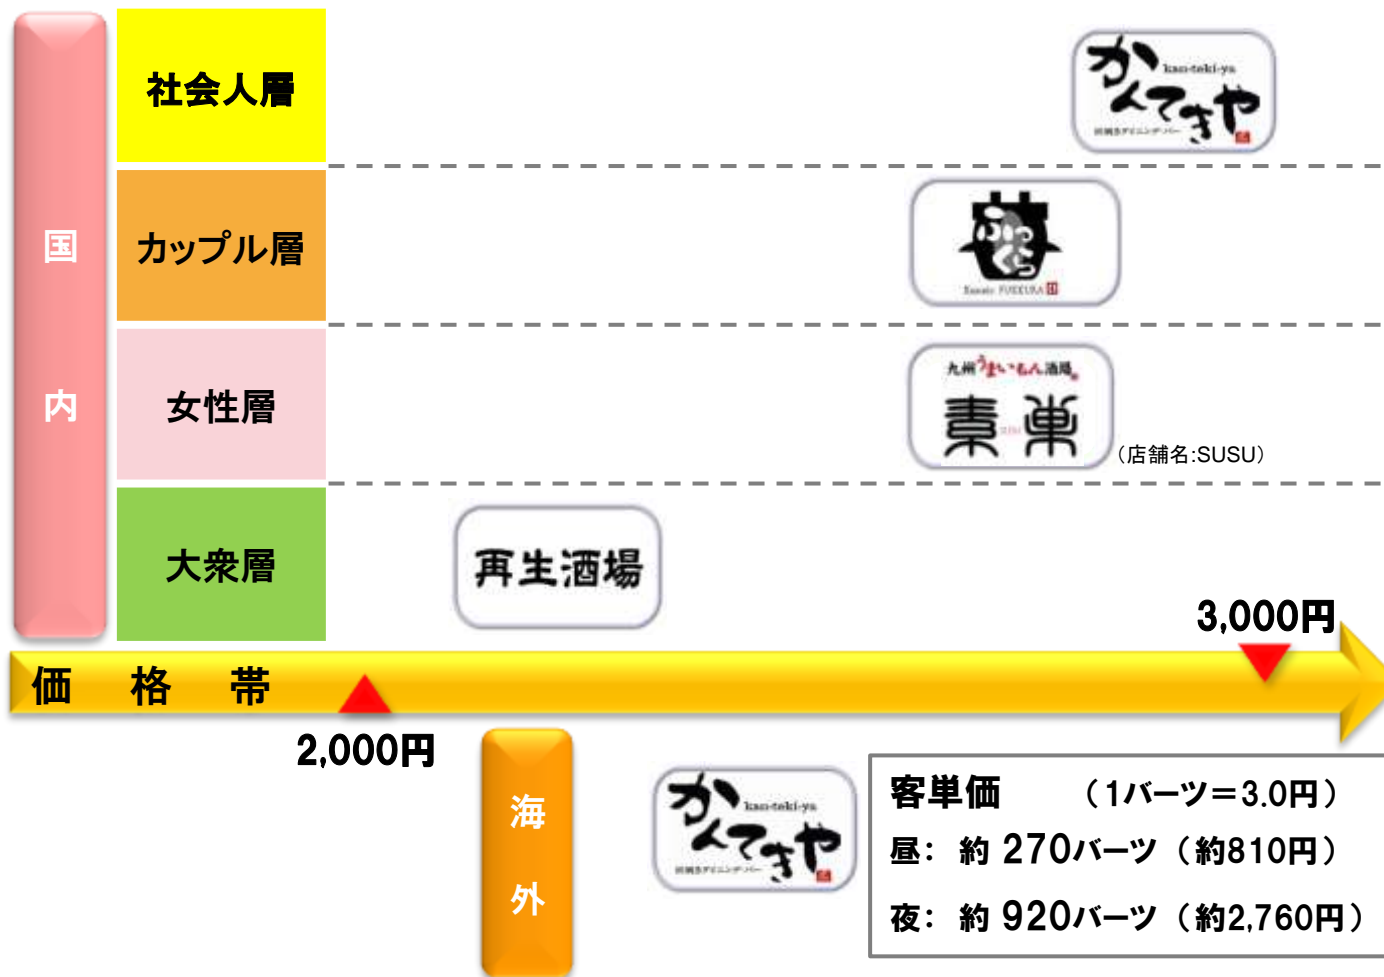 国内
社会人層
かんてきや
kan-teki-ya
カップル層
ふっくら
女性層
九州うまいもん酒場
素巣
SUSU
（店舗名:SUSU）
大衆層
再生酒場
3,000円
価格帯
2,000円
海外
かんてきや
kan-teki-ya
客単価 （1バーツ＝3.0円）
昼： 約 270バーツ （約810円）
夜： 約 920バーツ （約2,760円）